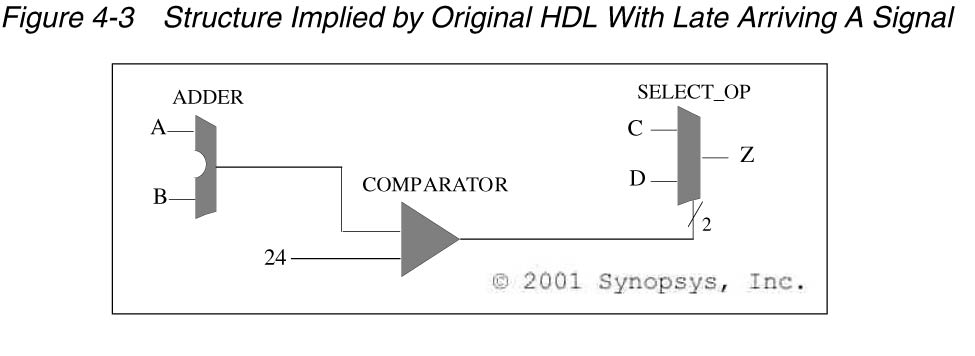 Figure 4-3 Structure Implied by Original HDL With Late Arriving A Signal
ADDER
A
B
SELECT_OP
C
D
Z
COMPARATOR
2
24
© 2001 Synopsys, Inc.